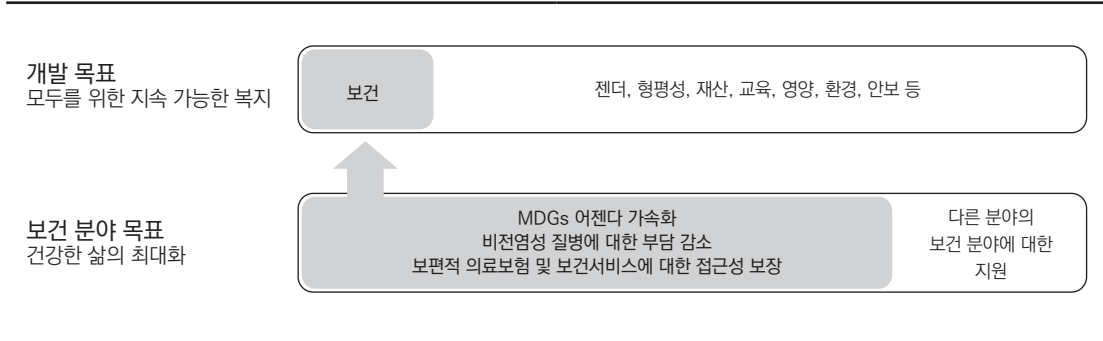 개발 목표
모두를 위한 지속 가능한 복지
보건
젠더, 형평성, 재산, 교육, 영양, 환경, 안보 등
보건 분야 목표
건강한 삶의 최대화
MDGs 어젠다 가속화
비전염성 질병에 대한 부담 감소
보편적 의료보험 및 보건서비스에 대한 접근성 보장
다른 분야의
보건 분야에 대한
지원